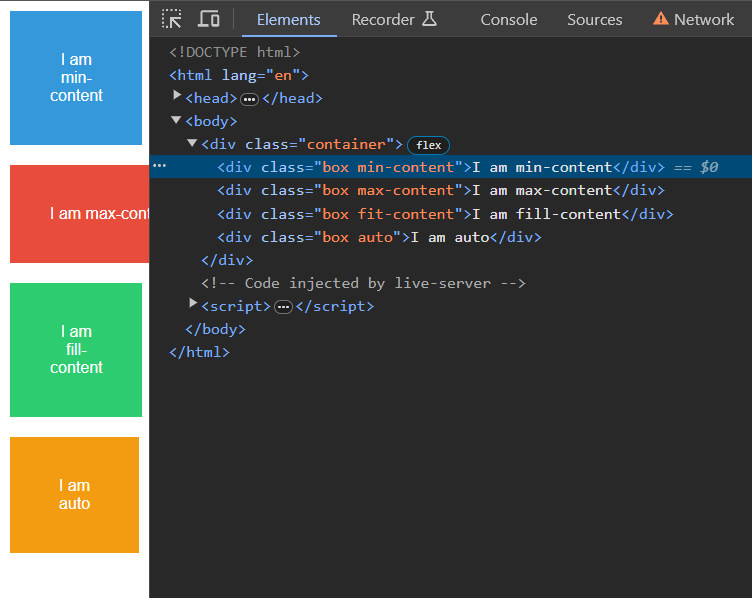 I am
min-
content
I am max-cont
I am
fill-
content
I am
auto
Elements Recorder Console Sources Network
<!DOCTYPE html>
<html lang="en">
<head> ••• </head>
<body>
<div class="container"> flex
<div class="box min-content">I am min-content</div> == $0
<div class="box max-content">I am max-content</div>
<div class="box fit-content">I am fill-content</div>
<div class="box auto">I am auto</div>
</div>
<!-- Code injected by live-server -->
<script> ••• </script>
</body>
</html>